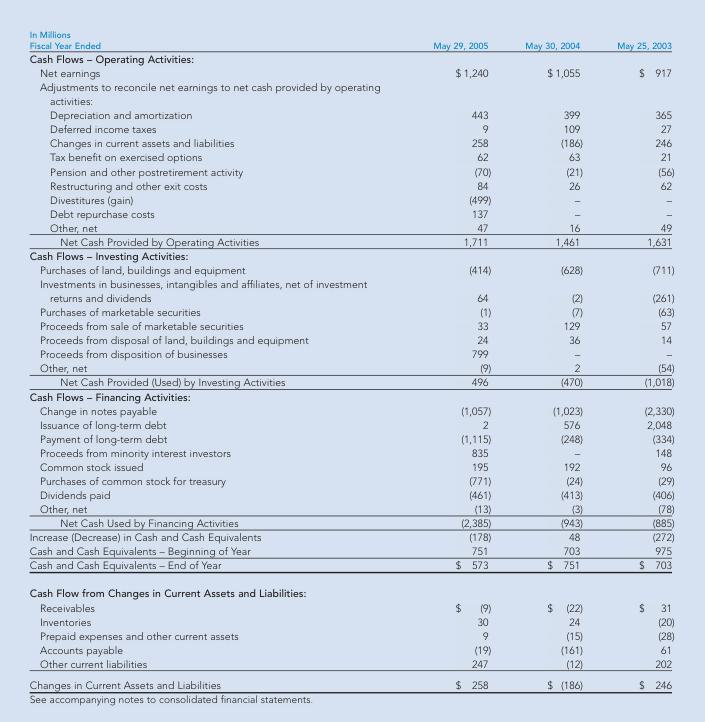 In Millions
Fiscal Year Ended May 29, 2005 May 30, 2004 May 25, 2003
Cash Flows – Operating Activities:
Net earnings $ 1,240 $ 1,055 $ 917
Adjustments to reconcile net earnings to net cash provided by operating
activities:
Depreciation and amortization 443 399 365
Deferred income taxes 9 109 27
Changes in current assets and liabilities 258 (186) 246
Tax benefit on exercised options 62 63 21
Pension and other postretirement activity (70) (21) (56)
Restructuring and other exit costs 84 26 62
Divestitures (gain) (499) – –
Debt repurchase costs 137 – –
Other, net 47 16 49
Net Cash Provided by Operating Activities 1,711 1,461 1,631
Cash Flows – Investing Activities:
Purchases of land, buildings and equipment (414) (628) (711)
Investments in businesses, intangibles and affiliates, net of investment
returns and dividends 64 (2) (261)
Purchases of marketable securities (1) (7) (63)
Proceeds from sale of marketable securities 33 129 57
Proceeds from disposal of land, buildings and equipment 24 36 14
Proceeds from disposition of businesses 799 – –
Other, net (9) 2 (54)
Net Cash Provided (Used) by Investing Activities 496 (470) (1,018)
Cash Flows – Financing Activities:
Change in notes payable (1,057) (1,023) (2,330)
Issuance of long-term debt 2 576 2,048
Payment of long-term debt (1,115) (248) (334)
Proceeds from minority interest investors 835 – 148
Common stock issued 195 192 96
Purchases of common stock for treasury (771) (24) (29)
Dividends paid (461) (413) (406)
Other, net (13) (3) (78)
Net Cash Used by Financing Activities (2,385) (943) (885)
Increase (Decrease) in Cash and Cash Equivalents (178) 48 (272)
Cash and Cash Equivalents – Beginning of Year 751 703 975
Cash and Cash Equivalents – End of Year $ 573 $ 751 $ 703
Cash Flow from Changes in Current Assets and Liabilities:
Receivables $ (9) $ (22) $ 31
Inventories 30 24 (20)
Prepaid expenses and other current assets 9 (15) (28)
Accounts payable (19) (161) 61
Other current liabilities 247 (12) 202
Changes in Current Assets and Liabilities $ 258 $ (186) $ 246
See accompanying notes to consolidated financial statements.